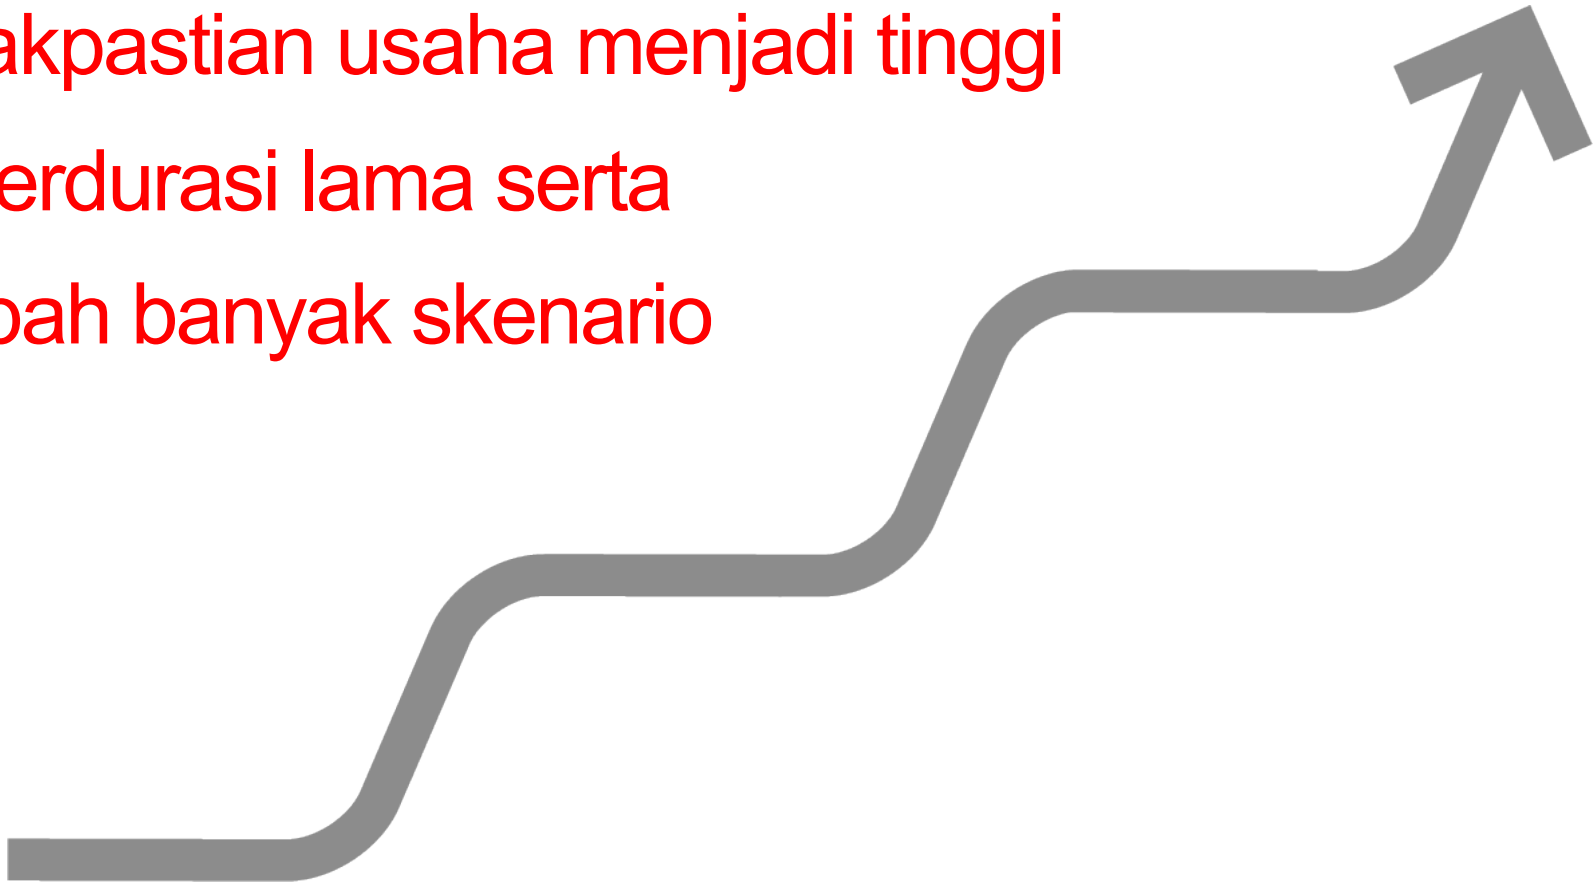 akpastian usaha menjadi tinggi
erdurasi lama serta
bah banyak skenario